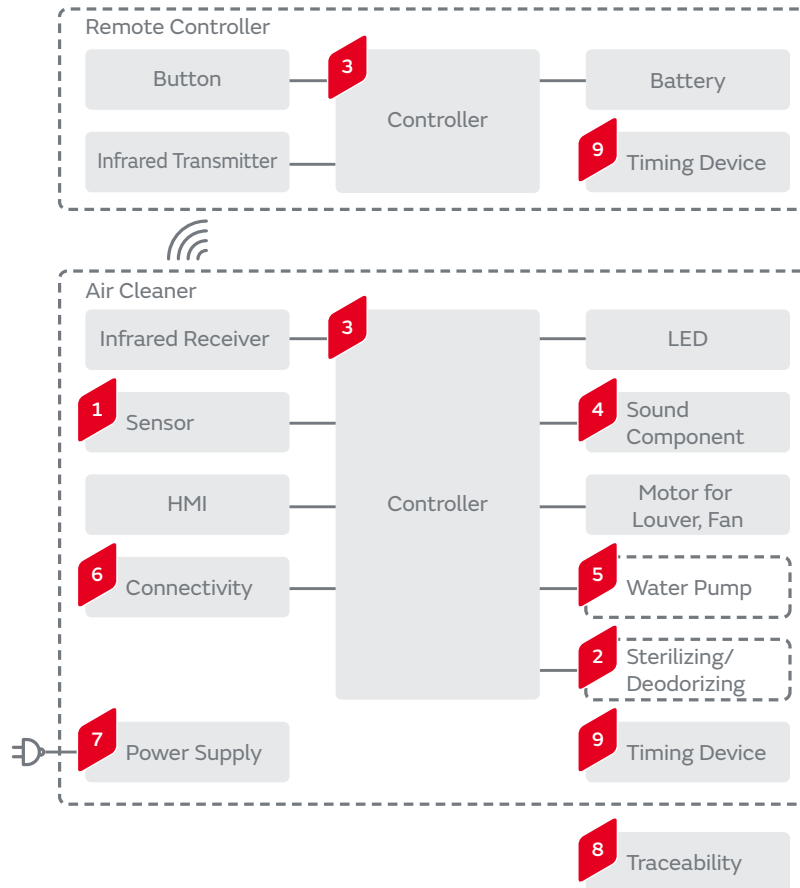 Remote Controller
Button
3
Controller
Battery
Infrared Transmitter
9
Timing Device
Air Cleaner
Infrared Receiver
3
LED
1
Sensor
4
Sound
Component
HMI
Controller
Motor for
Louver, Fan
6
Connectivity
5
Water Pump
2
Sterilizing/
Deodorizing
7
Power Supply
9
Timing Device
8
Traceability